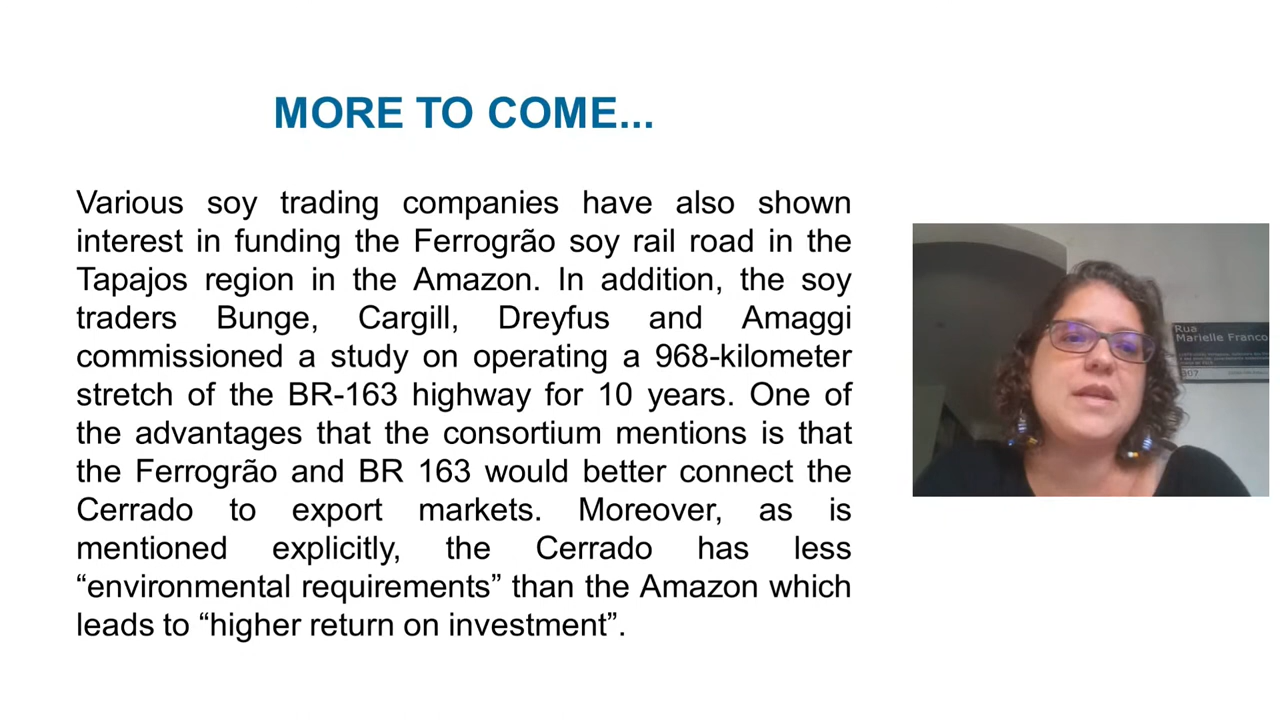 MORE TO COME...
Various soy trading companies have also shown
interest in funding the Ferrogrão soy rail road in the
Tapajos region in the Amazon. In addition, the soy
traders Bunge, Cargill, Dreyfus and Amaggi
commissioned a study on operating a 968-kilometer
stretch of the BR-163 highway for 10 years. One of
the advantages that the consortium mentions is that
the Ferrogrão and BR 163 would better connect the
Cerrado to export markets. Moreover, as is
mentioned explicitly, the Cerrado has less
“environmental requirements” than the Amazon which
leads to “higher return on investment”.
Rua
Marielle Franco
307